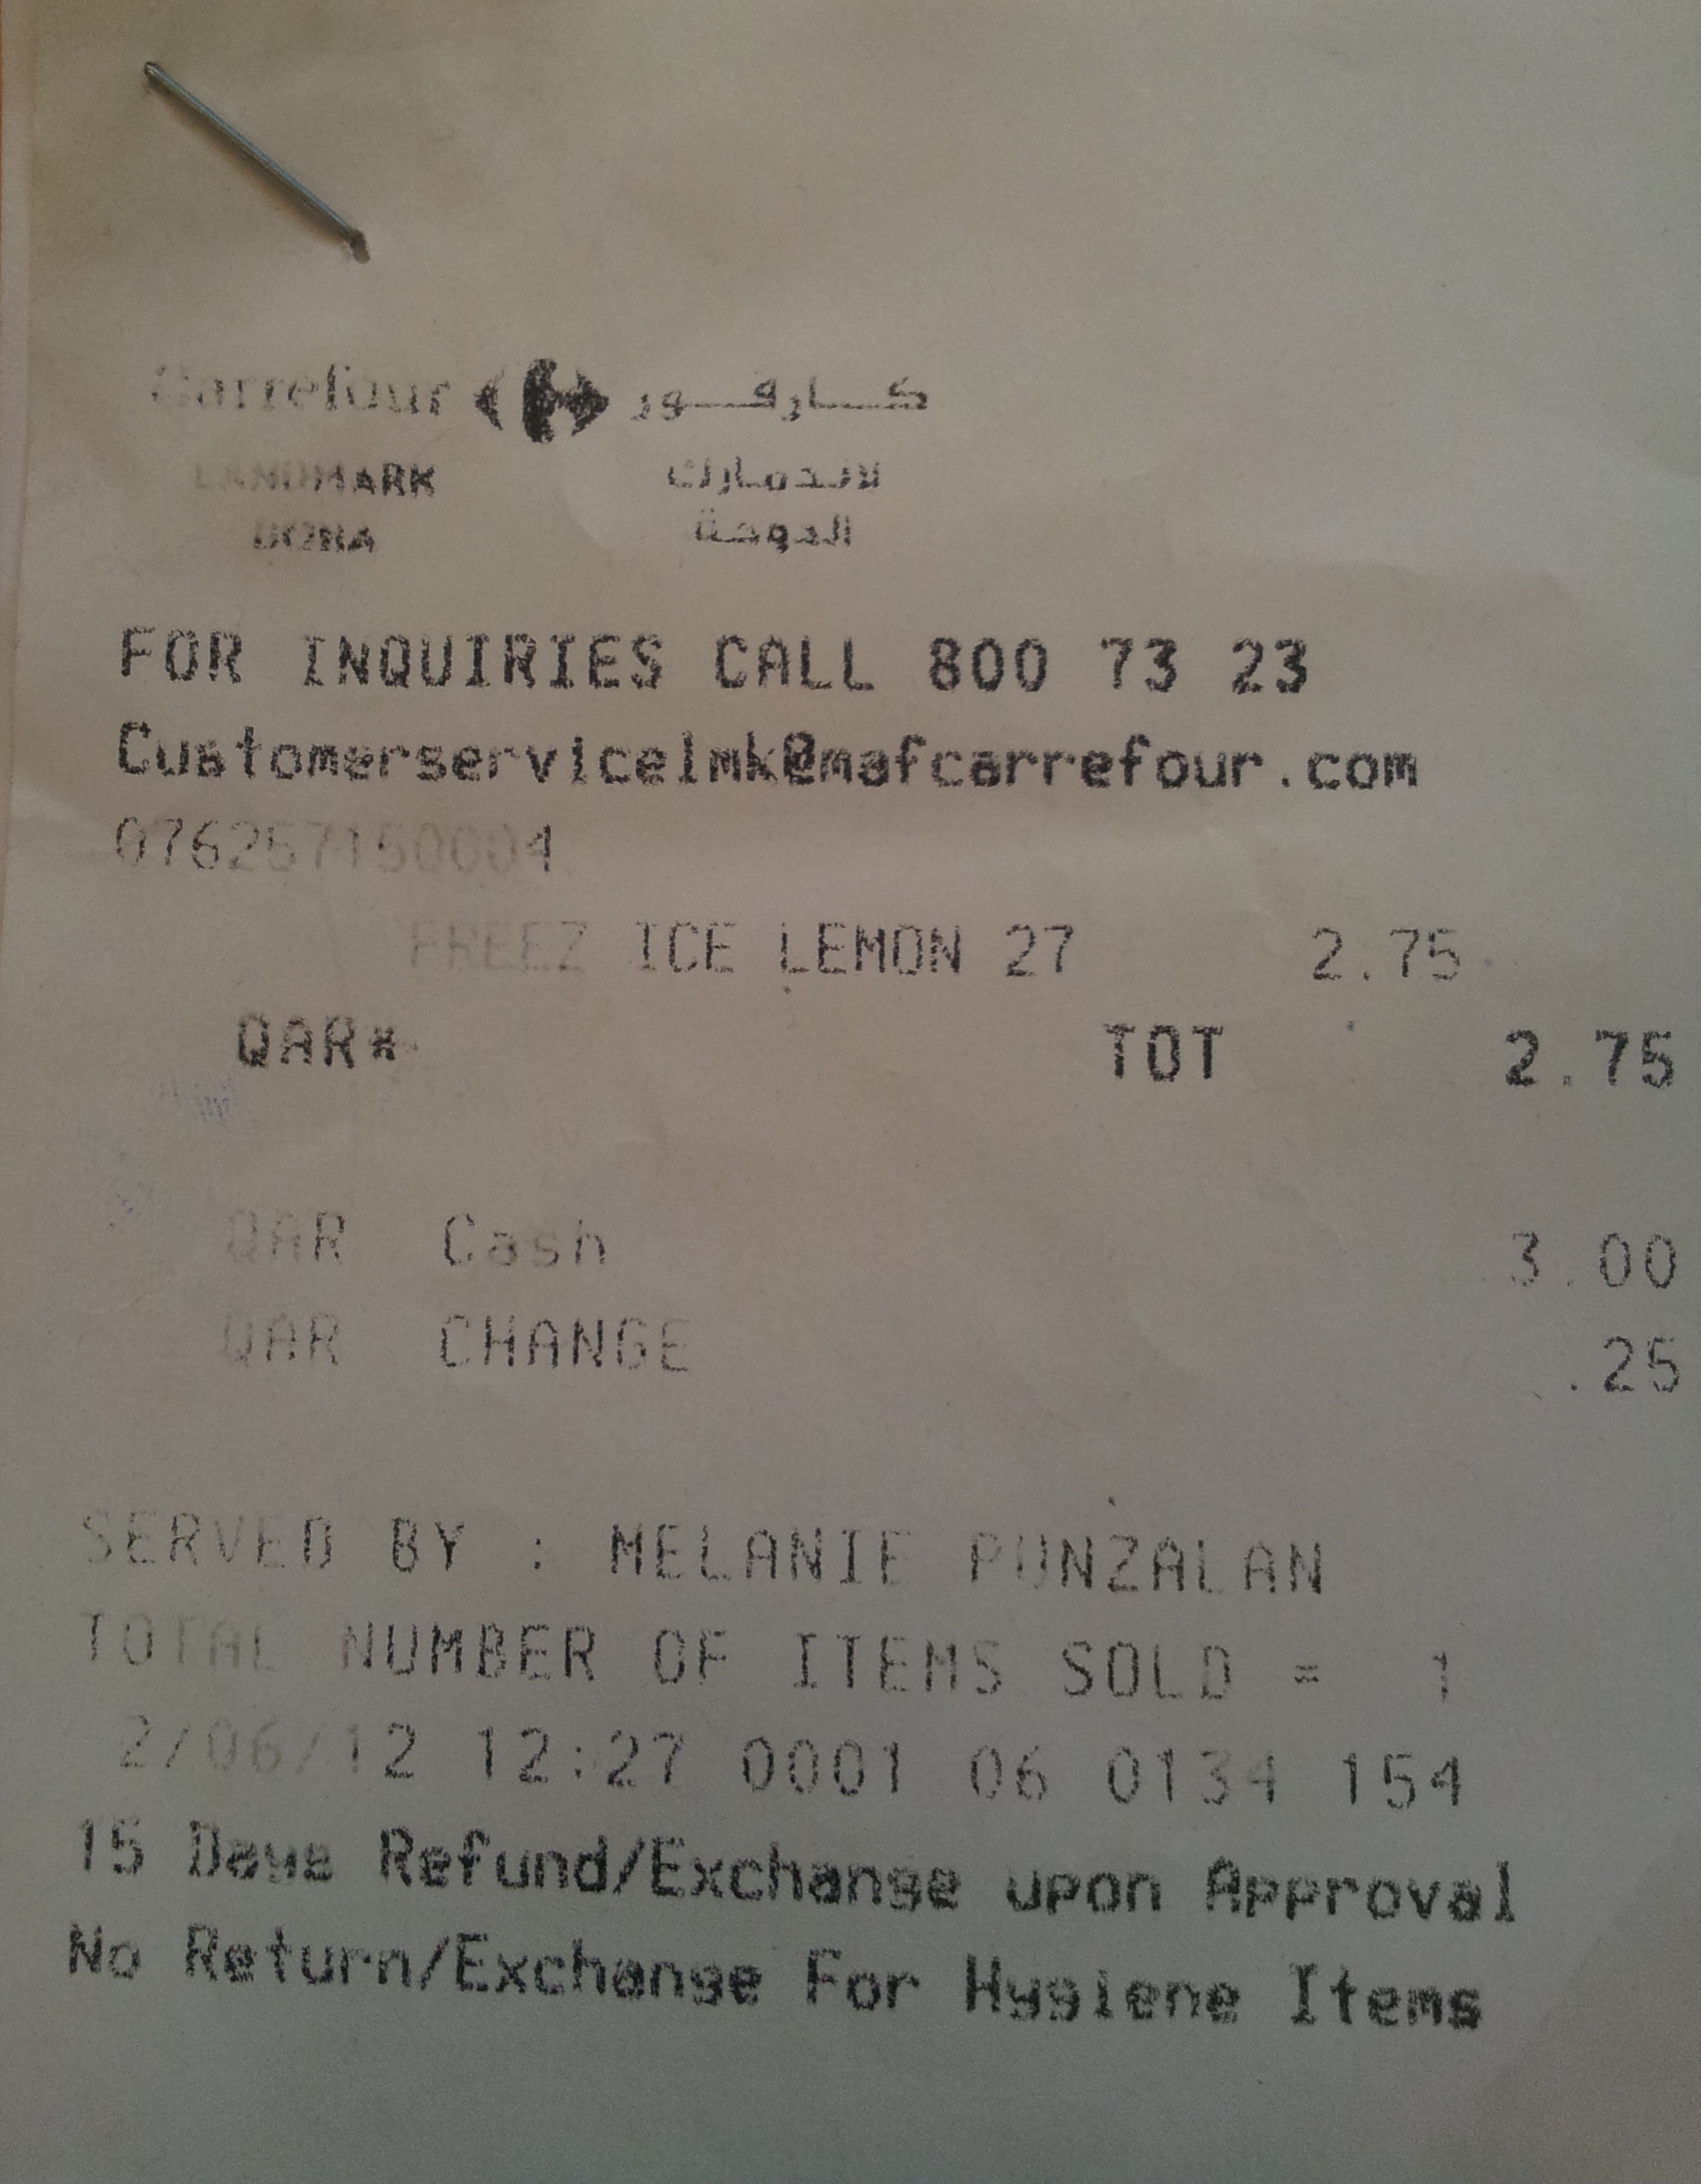 Carrefour كارفور
LANDMARK لاندمارك
DOHA الدوحة
FOR INQUIRIES CALL 800 73 23
Customerservicelmk@mafcarrefour.com
076257150004
FREEZ ICE LEMON 27 2.75
QAR* TOT 2.75
QAR Cash 3.00
QAR CHANGE .25
SERVED BY : MELANIE PUNZALAN
TOTAL NUMBER OF ITEMS SOLD = 1
2/06/12 12:27 0001 06 0134 154
15 Days Refund/Exchange upon Approval
No Return/Exchange For Hygiene Items